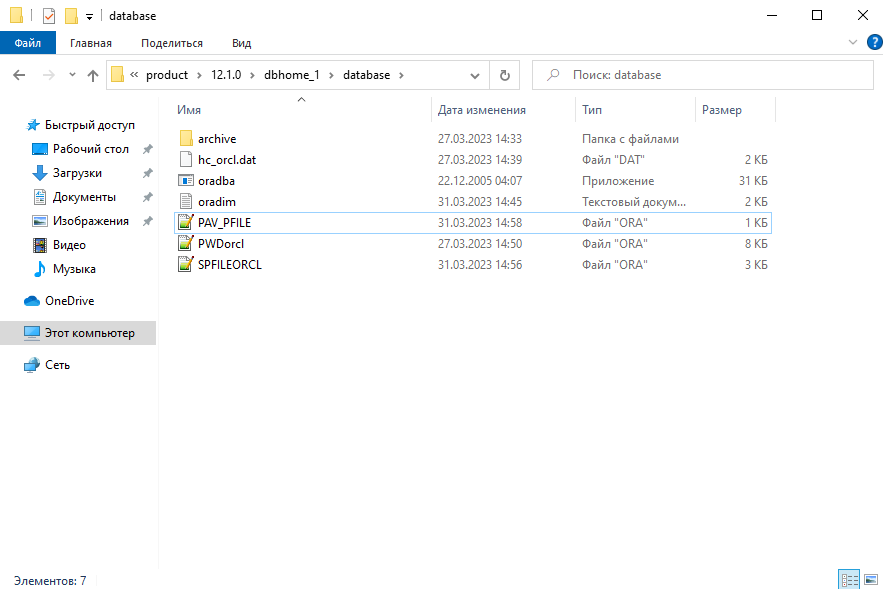 database
Файл Главная Поделиться Вид
« product › 12.1.0 › dbhome_1 › database › Поиск: database
Имя Дата изменения Тип Размер
Быстрый доступ
Рабочий стол
Загрузки
Документы
Изображения
Видео
Музыка
OneDrive
Этот компьютер
Сеть
archive 27.03.2023 14:33 Папка с файлами
hc_orcl.dat 27.03.2023 14:39 Файл "DAT" 2 КБ
oradba 22.12.2005 04:07 Приложение 31 КБ
oradim 31.03.2023 14:45 Текстовый докум... 2 КБ
PAV_PFILE 31.03.2023 14:58 Файл "ORA" 1 КБ
PWDorcl 27.03.2023 14:50 Файл "ORA" 8 КБ
SPFILEORCL 31.03.2023 14:56 Файл "ORA" 3 КБ
Элементов: 7